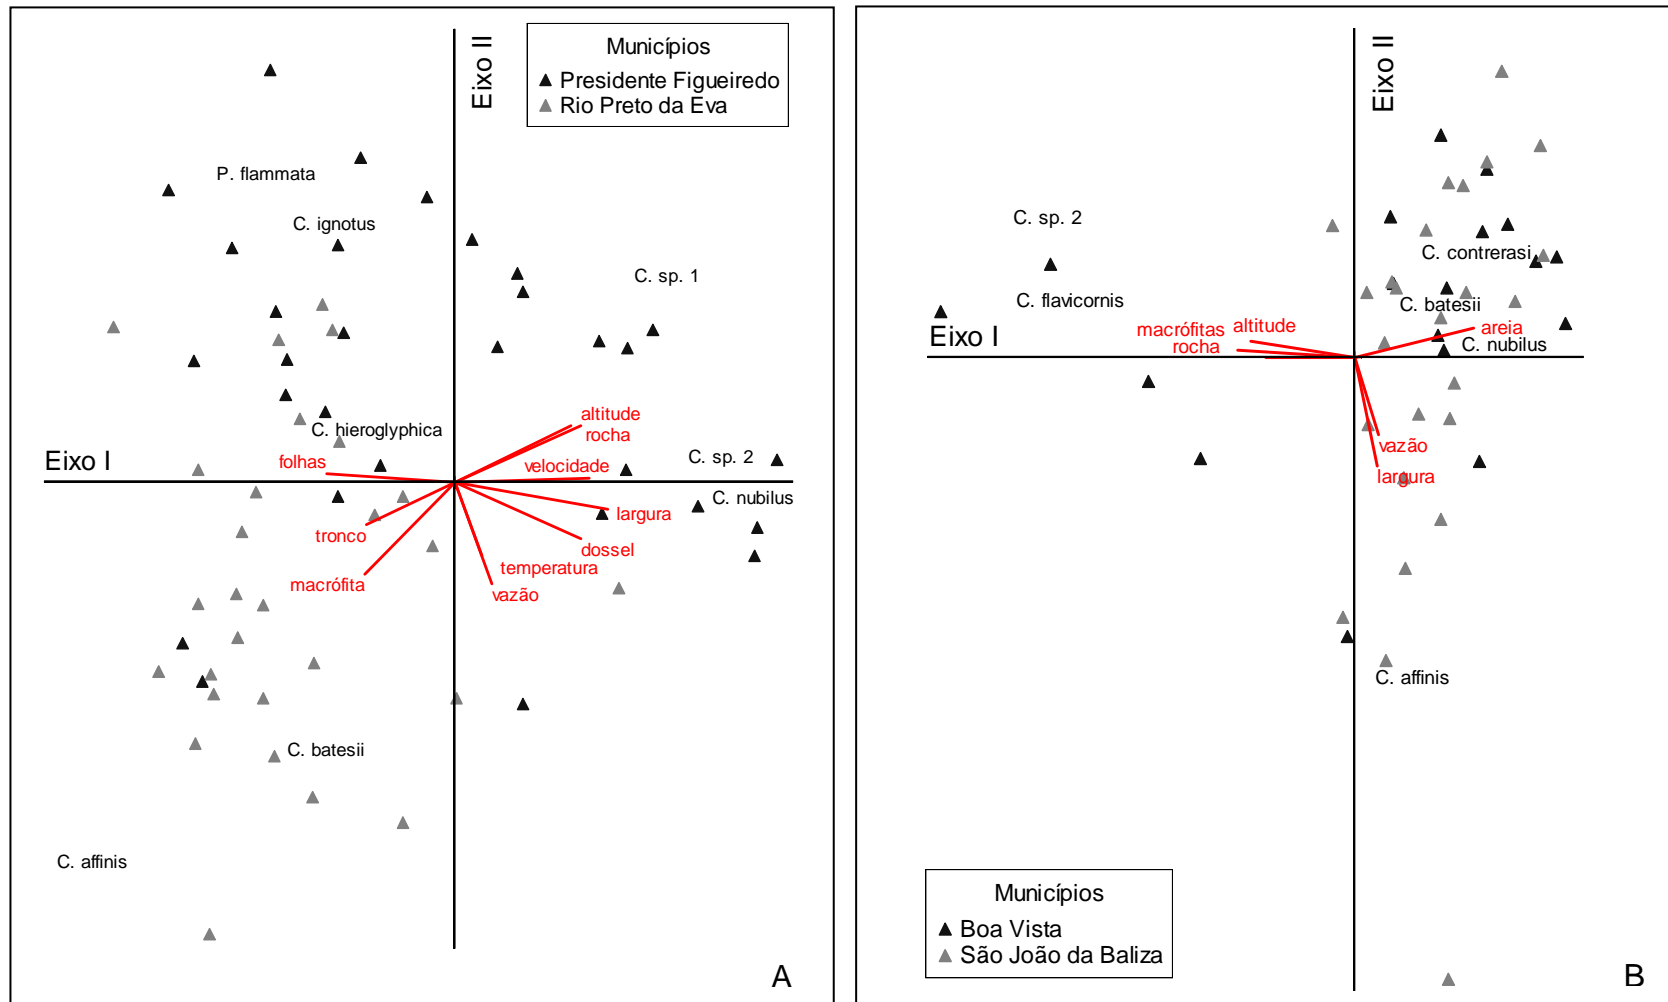 Eixo II
Municípios
Presidente Figueiredo
Rio Preto da Eva
P. flammata
C. ignotus
C. sp. 1
altitude
rocha
C. hieroglyphica
Eixo I
folhas
velocidade
C. sp. 2
C. nubilus
largura
tronco
dossel
temperatura
macrófita
vazão
C. batesii
C. affinis
A
Eixo II
C. sp. 2
C. contrerasi
C. flavicornis
C. batesii
Eixo I
macrófitas
altitude
areia
rocha
C. nubilus
vazão
largura
C. affinis
Municípios
Boa Vista
São João da Baliza
B